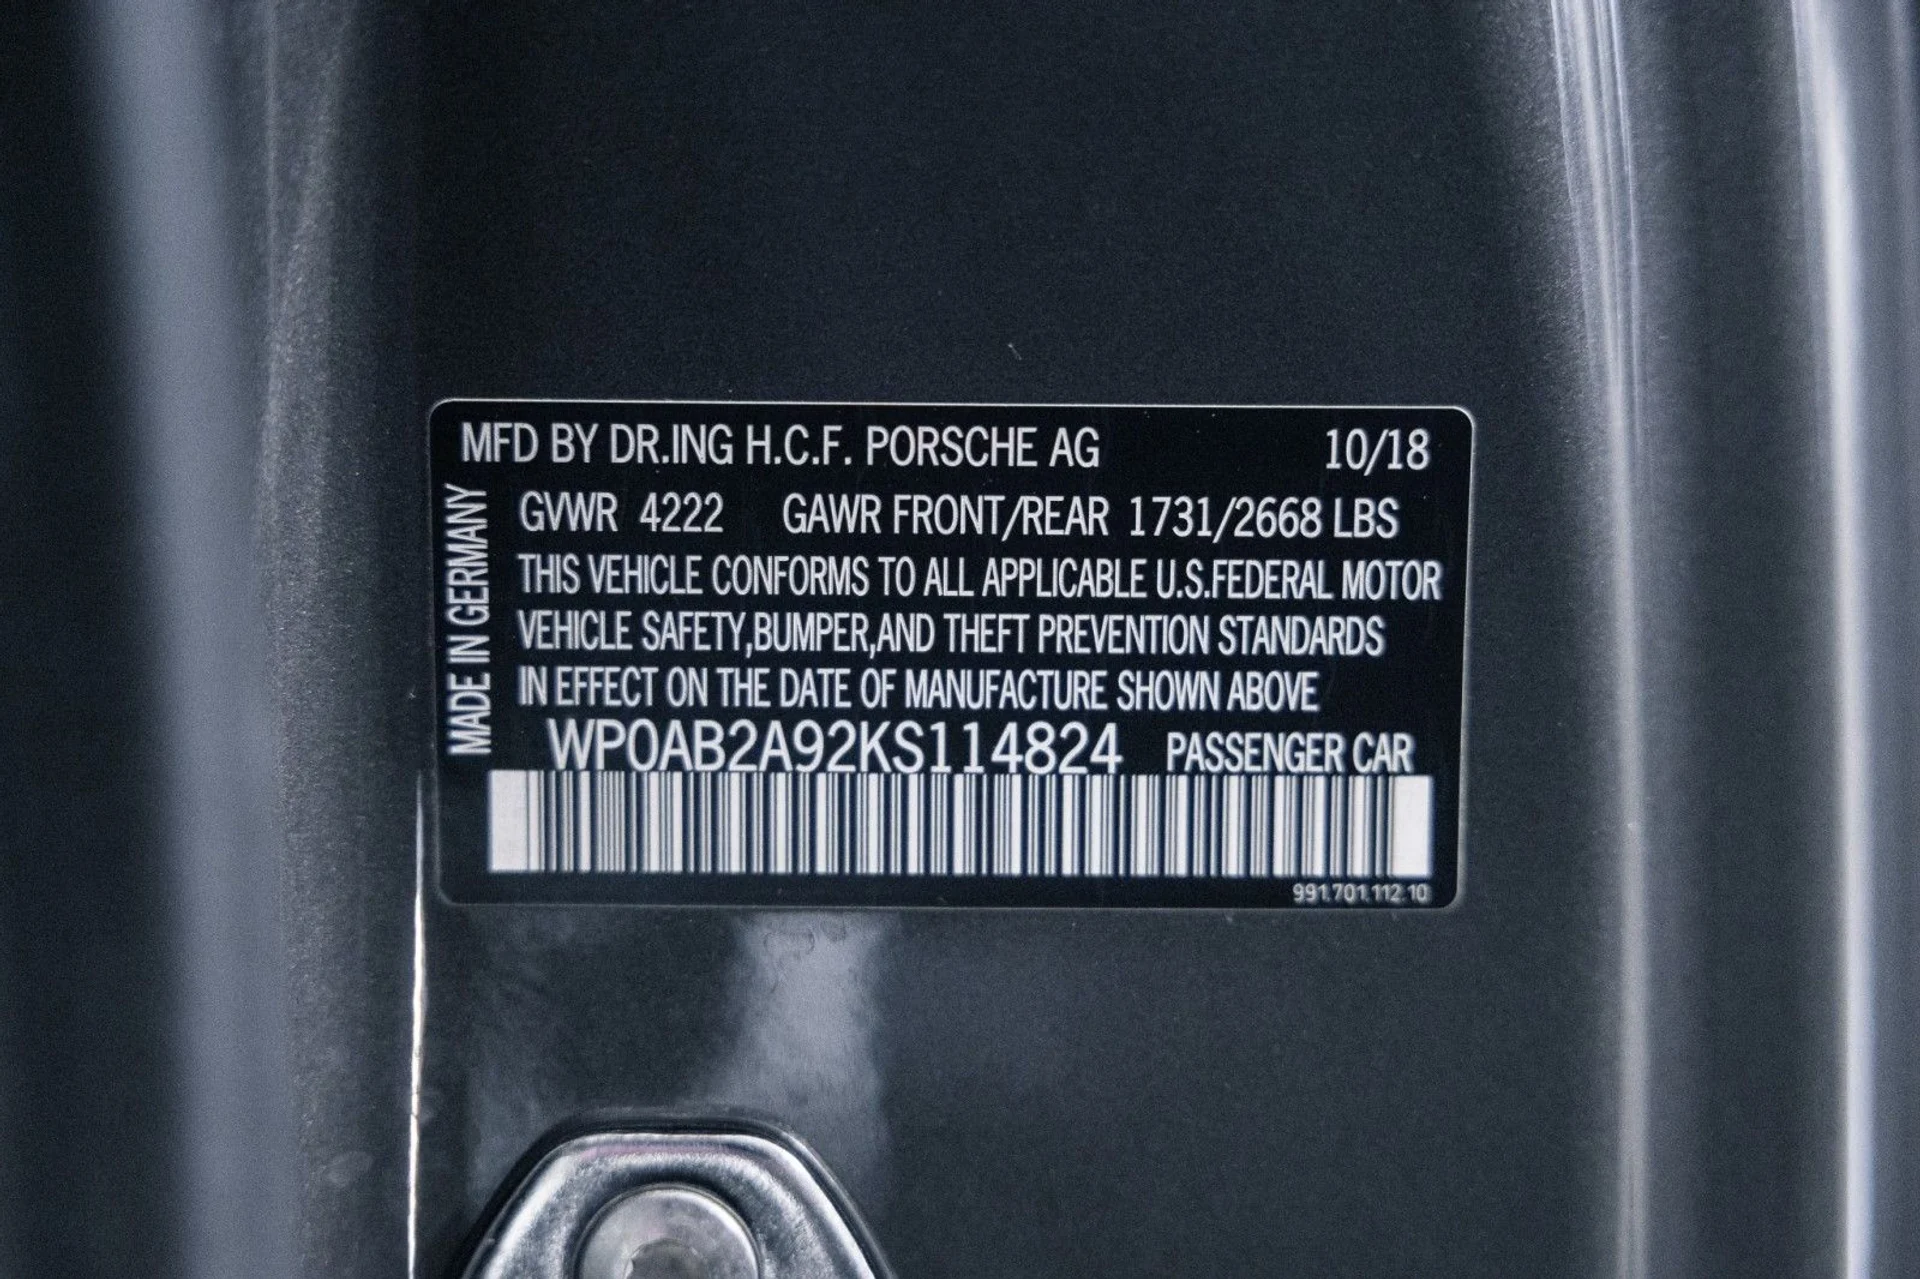 MFD BY DR.ING H.C.F. PORSCHE AG 10/18
MADE IN GERMANY
GVWR 4222 GAWR FRONT/REAR 1731/2668 LBS
THIS VEHICLE CONFORMS TO ALL APPLICABLE U.S.FEDERAL MOTOR
VEHICLE SAFETY,BUMPER,AND THEFT PREVENTION STANDARDS
IN EFFECT ON THE DATE OF MANUFACTURE SHOWN ABOVE
WP0AB2A92KS114824 PASSENGER CAR
991.701.112.10